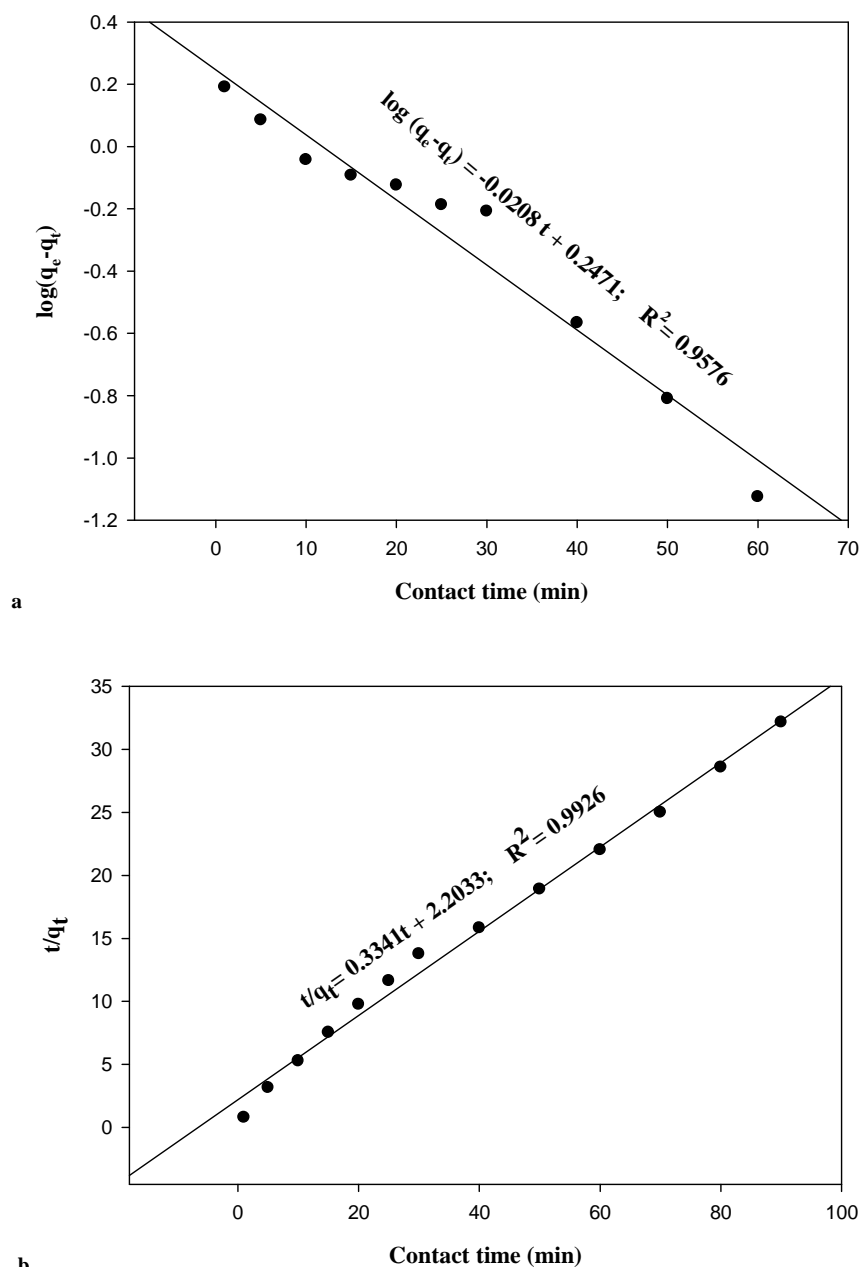 0.4
0.2
0.0
-0.2
-0.4
-0.6
-0.8
-1.0
-1.2
log(qe-qt)
log (qe-qt) = -0.0208 t + 0.2471; R2= 0.9576
0 10 20 30 40 50 60 70
Contact time (min)
a
35
30
25
20
15
10
5
0
t/qt
t/qt= 0.3341t + 2.2033; R2= 0.9926
0 20 40 60 80 100
Contact time (min)
b